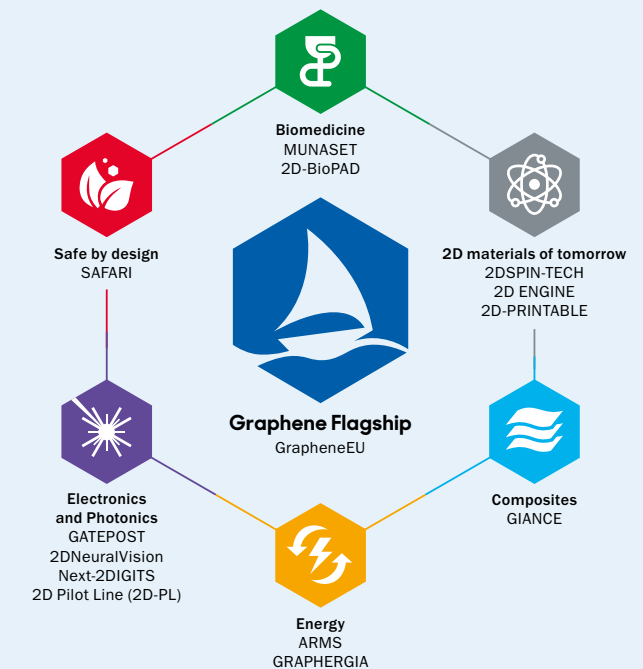 Biomedicine
MUNASET
2D-BioPAD
Safe by design
SAFARI
2D materials of tomorrow
2DSPIN-TECH
2D ENGINE
2D-PRINTABLE
Graphene Flagship
GrapheneEU
Electronics
and Photonics
GATEPOST
2DNeuralVision
Next-2DIGITS
2D Pilot Line (2D-PL)
Composites
GIANCE
Energy
ARMS
GRAPHERGIA